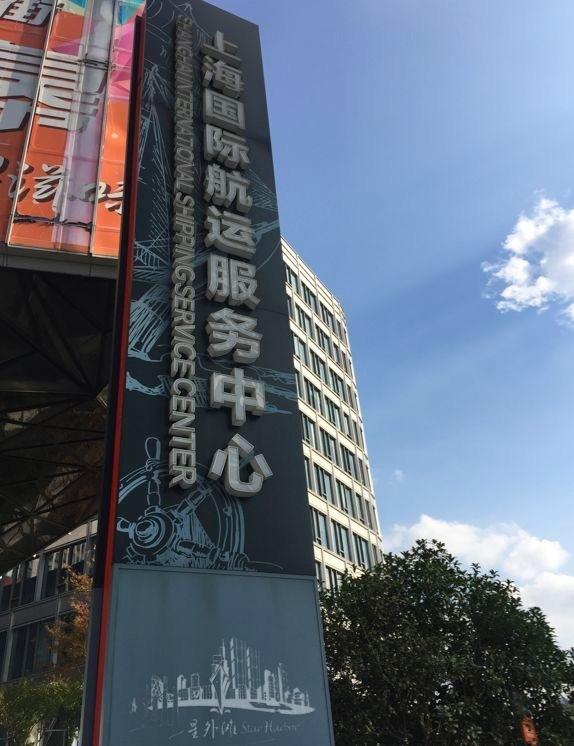 上海国际航运服务中心
SHANGHAI INTERNATIONAL SHIPPING SERVICE CENTER
星外滩 Star Harbor